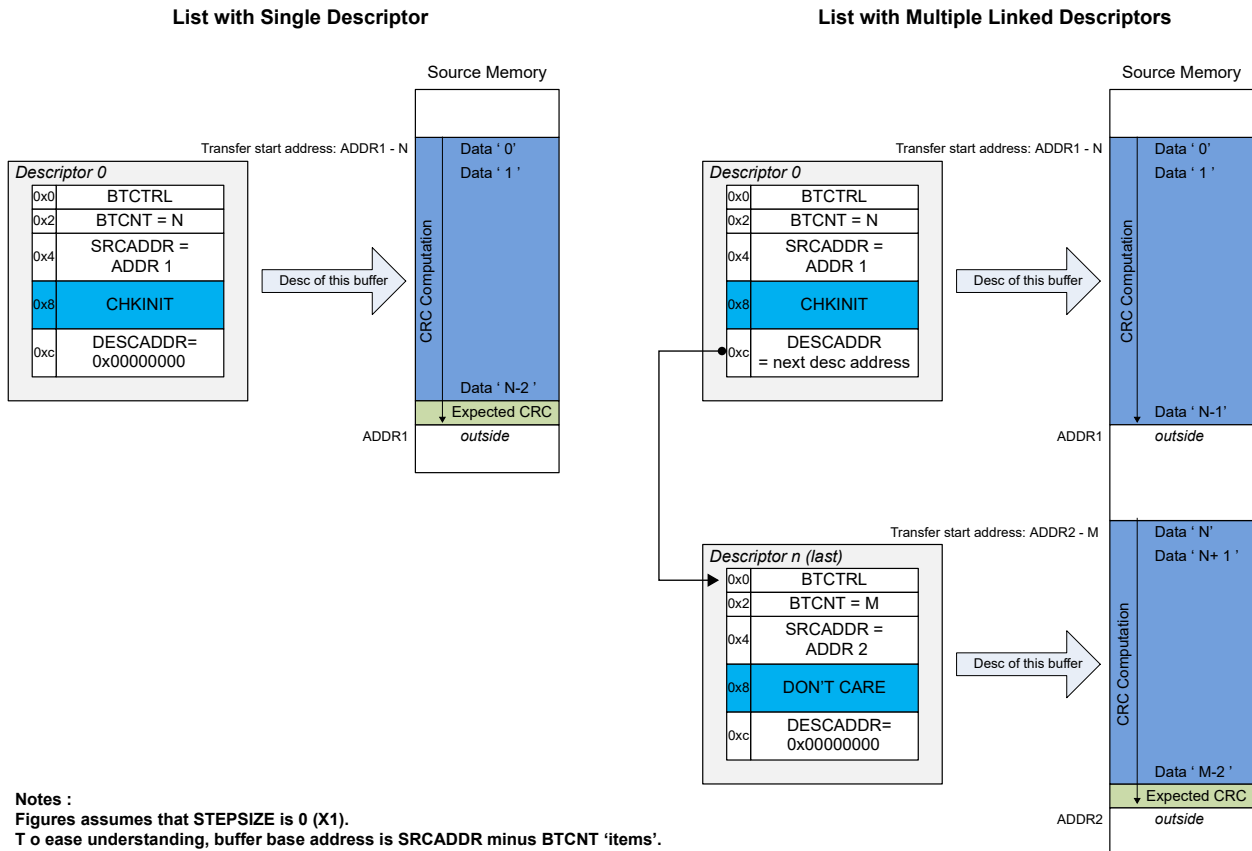 List with Single Descriptor
Source Memory
Transfer start address: ADDR1 - N
Data ‘ 0’
Data ‘ 1 ’
Descriptor 0
0x0 BTCTRL
0x2 BTCNT = N
0x4 SRCADDR =
ADDR 1
0x8 CHKINIT
0xc DESCADDR=
0x00000000
Desc of this buffer
CRC Computation
Data ‘ N-2 ’
Expected CRC
ADDR1 outside
List with Multiple Linked Descriptors
Source Memory
Transfer start address: ADDR1 - N
Data ‘ 0’
Data ‘ 1 ’
Descriptor 0
0x0 BTCTRL
0x2 BTCNT = N
0x4 SRCADDR =
ADDR 1
0x8 CHKINIT
0xc DESCADDR
= next desc address
Desc of this buffer
CRC Computation
Data ‘ N-1’
ADDR1 outside
Transfer start address: ADDR2 - M
Data ‘ N’
Data ‘ N+ 1 ’
Descriptor n (last)
0x0 BTCTRL
0x2 BTCNT = M
0x4 SRCADDR =
ADDR 2
0x8 DON’T CARE
0xc DESCADDR=
0x00000000
Desc of this buffer
CRC Computation
Data ‘ M-2 ’
Expected CRC
ADDR2 outside
Notes :
Figures assumes that STEPSIZE is 0 (X1).
T o ease understanding, buffer base address is SRCADDR minus BTCNT ‘items’.